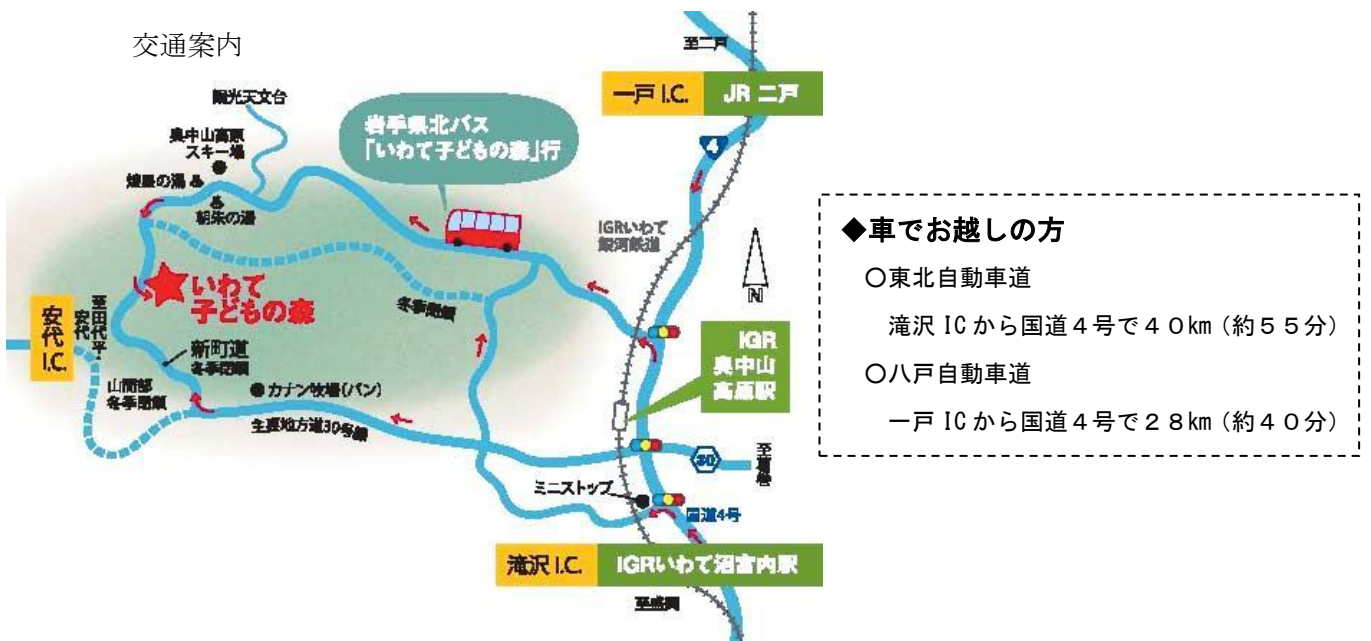 交通案内
至二戸
一戸 I.C.
JR 二戸
観光天文台
岩手県北バス
「いわて子どもの森」行
奥中山高原
スキー場
4
煌星の湯
朝朱の湯
IGRいわて
銀河鉄道
N
いわて
子どもの森
冬季閉鎖
至田代平・
安代
安代
I.C.
新町道
冬季閉鎖
IGR
奥中山
高原駅
山間部
冬季閉鎖
カナン牧場(パン)
主要地方道30号線
30
至葛巻
ミニストップ
国道4号
滝沢 I.C.
IGRいわて沼宮内駅
至盛岡
◆車でお越しの方
○東北自動車道
滝沢 IC から国道４号で４０㎞（約５５分）
○八戸自動車道
一戸 IC から国道４号で２８㎞（約４０分）